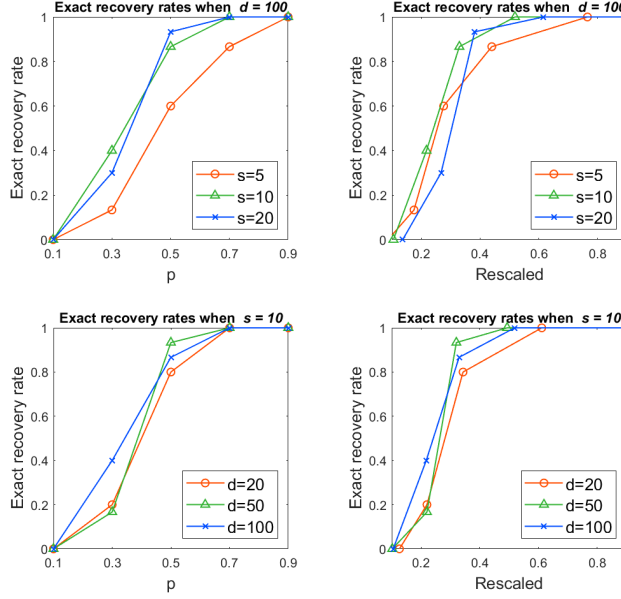 Exact recovery rates when d = 100
Exact recovery rate
1
0.8
0.6
0.4
0.2
0
0.1
0.3
0.5
0.7
0.9
p
s=5
s=10
s=20
Exact recovery rates when d = 100
Exact recovery rate
1
0.8
0.6
0.4
0.2
0
0.2
0.4
0.6
0.8
Rescaled
s=5
s=10
s=20
Exact recovery rates when s = 10
Exact recovery rate
1
0.8
0.6
0.4
0.2
0
0.1
0.3
0.5
0.7
0.9
p
d=20
d=50
d=100
Exact recovery rates when s = 10
Exact recovery rate
1
0.8
0.6
0.4
0.2
0
0.2
0.4
0.6
0.8
Rescaled
d=20
d=50
d=100